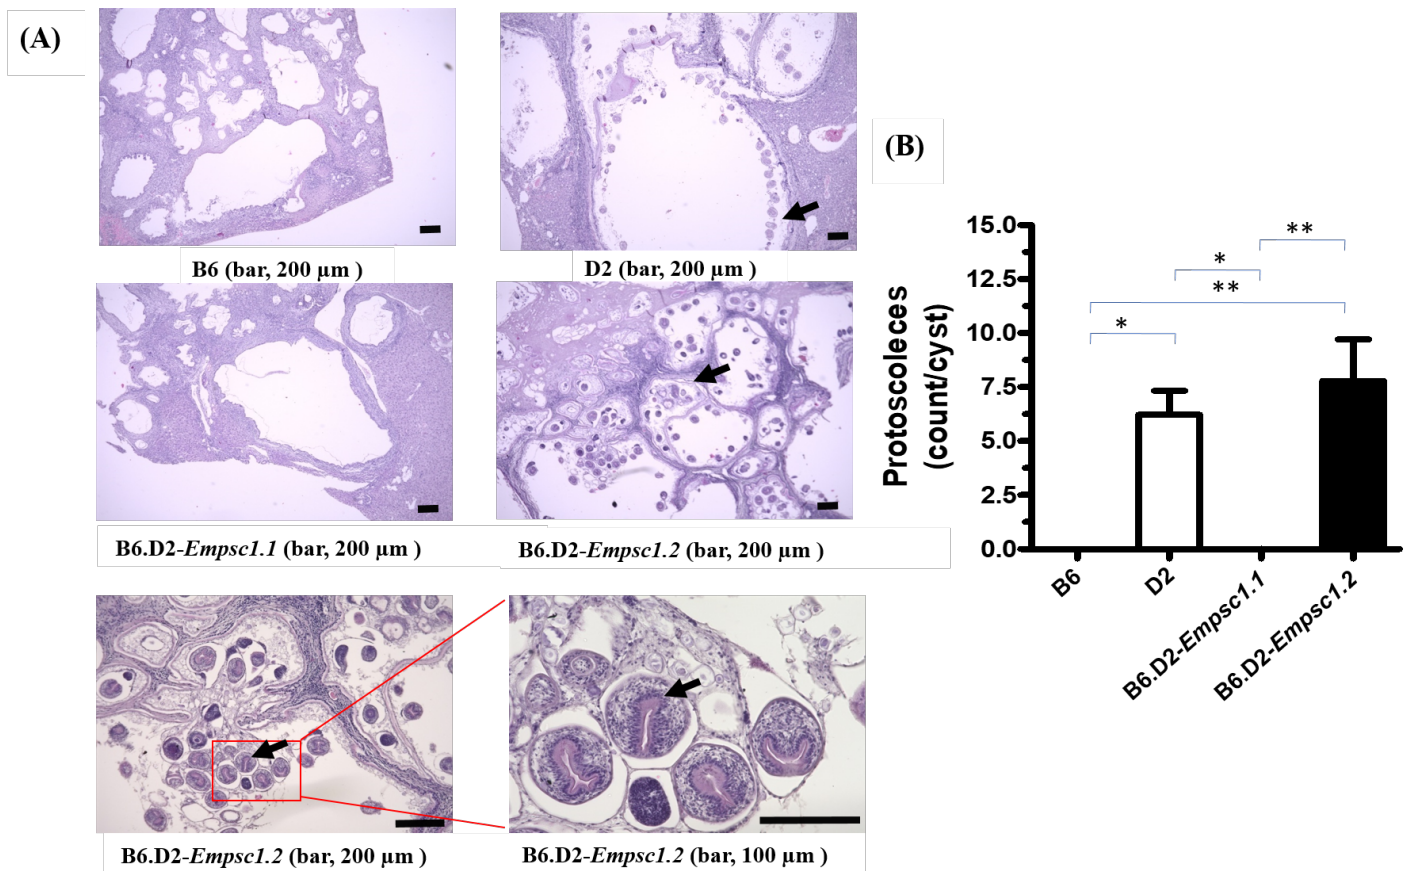 (A)
B6 (bar, 200 µm )
D2 (bar, 200 µm )
B6.D2-Empsc1.1 (bar, 200 µm )
B6.D2-Empsc1.2 (bar, 200 µm )
B6.D2-Empsc1.2 (bar, 200 µm )
B6.D2-Empsc1.2 (bar, 100 µm )
(B)
Protoscoleces
(count/cyst)
15.0
12.5
10.0
7.5
5.0
2.5
0.0
**
*
**
*
B6
D2
B6.D2-Empsc1.1
B6.D2-Empsc1.2